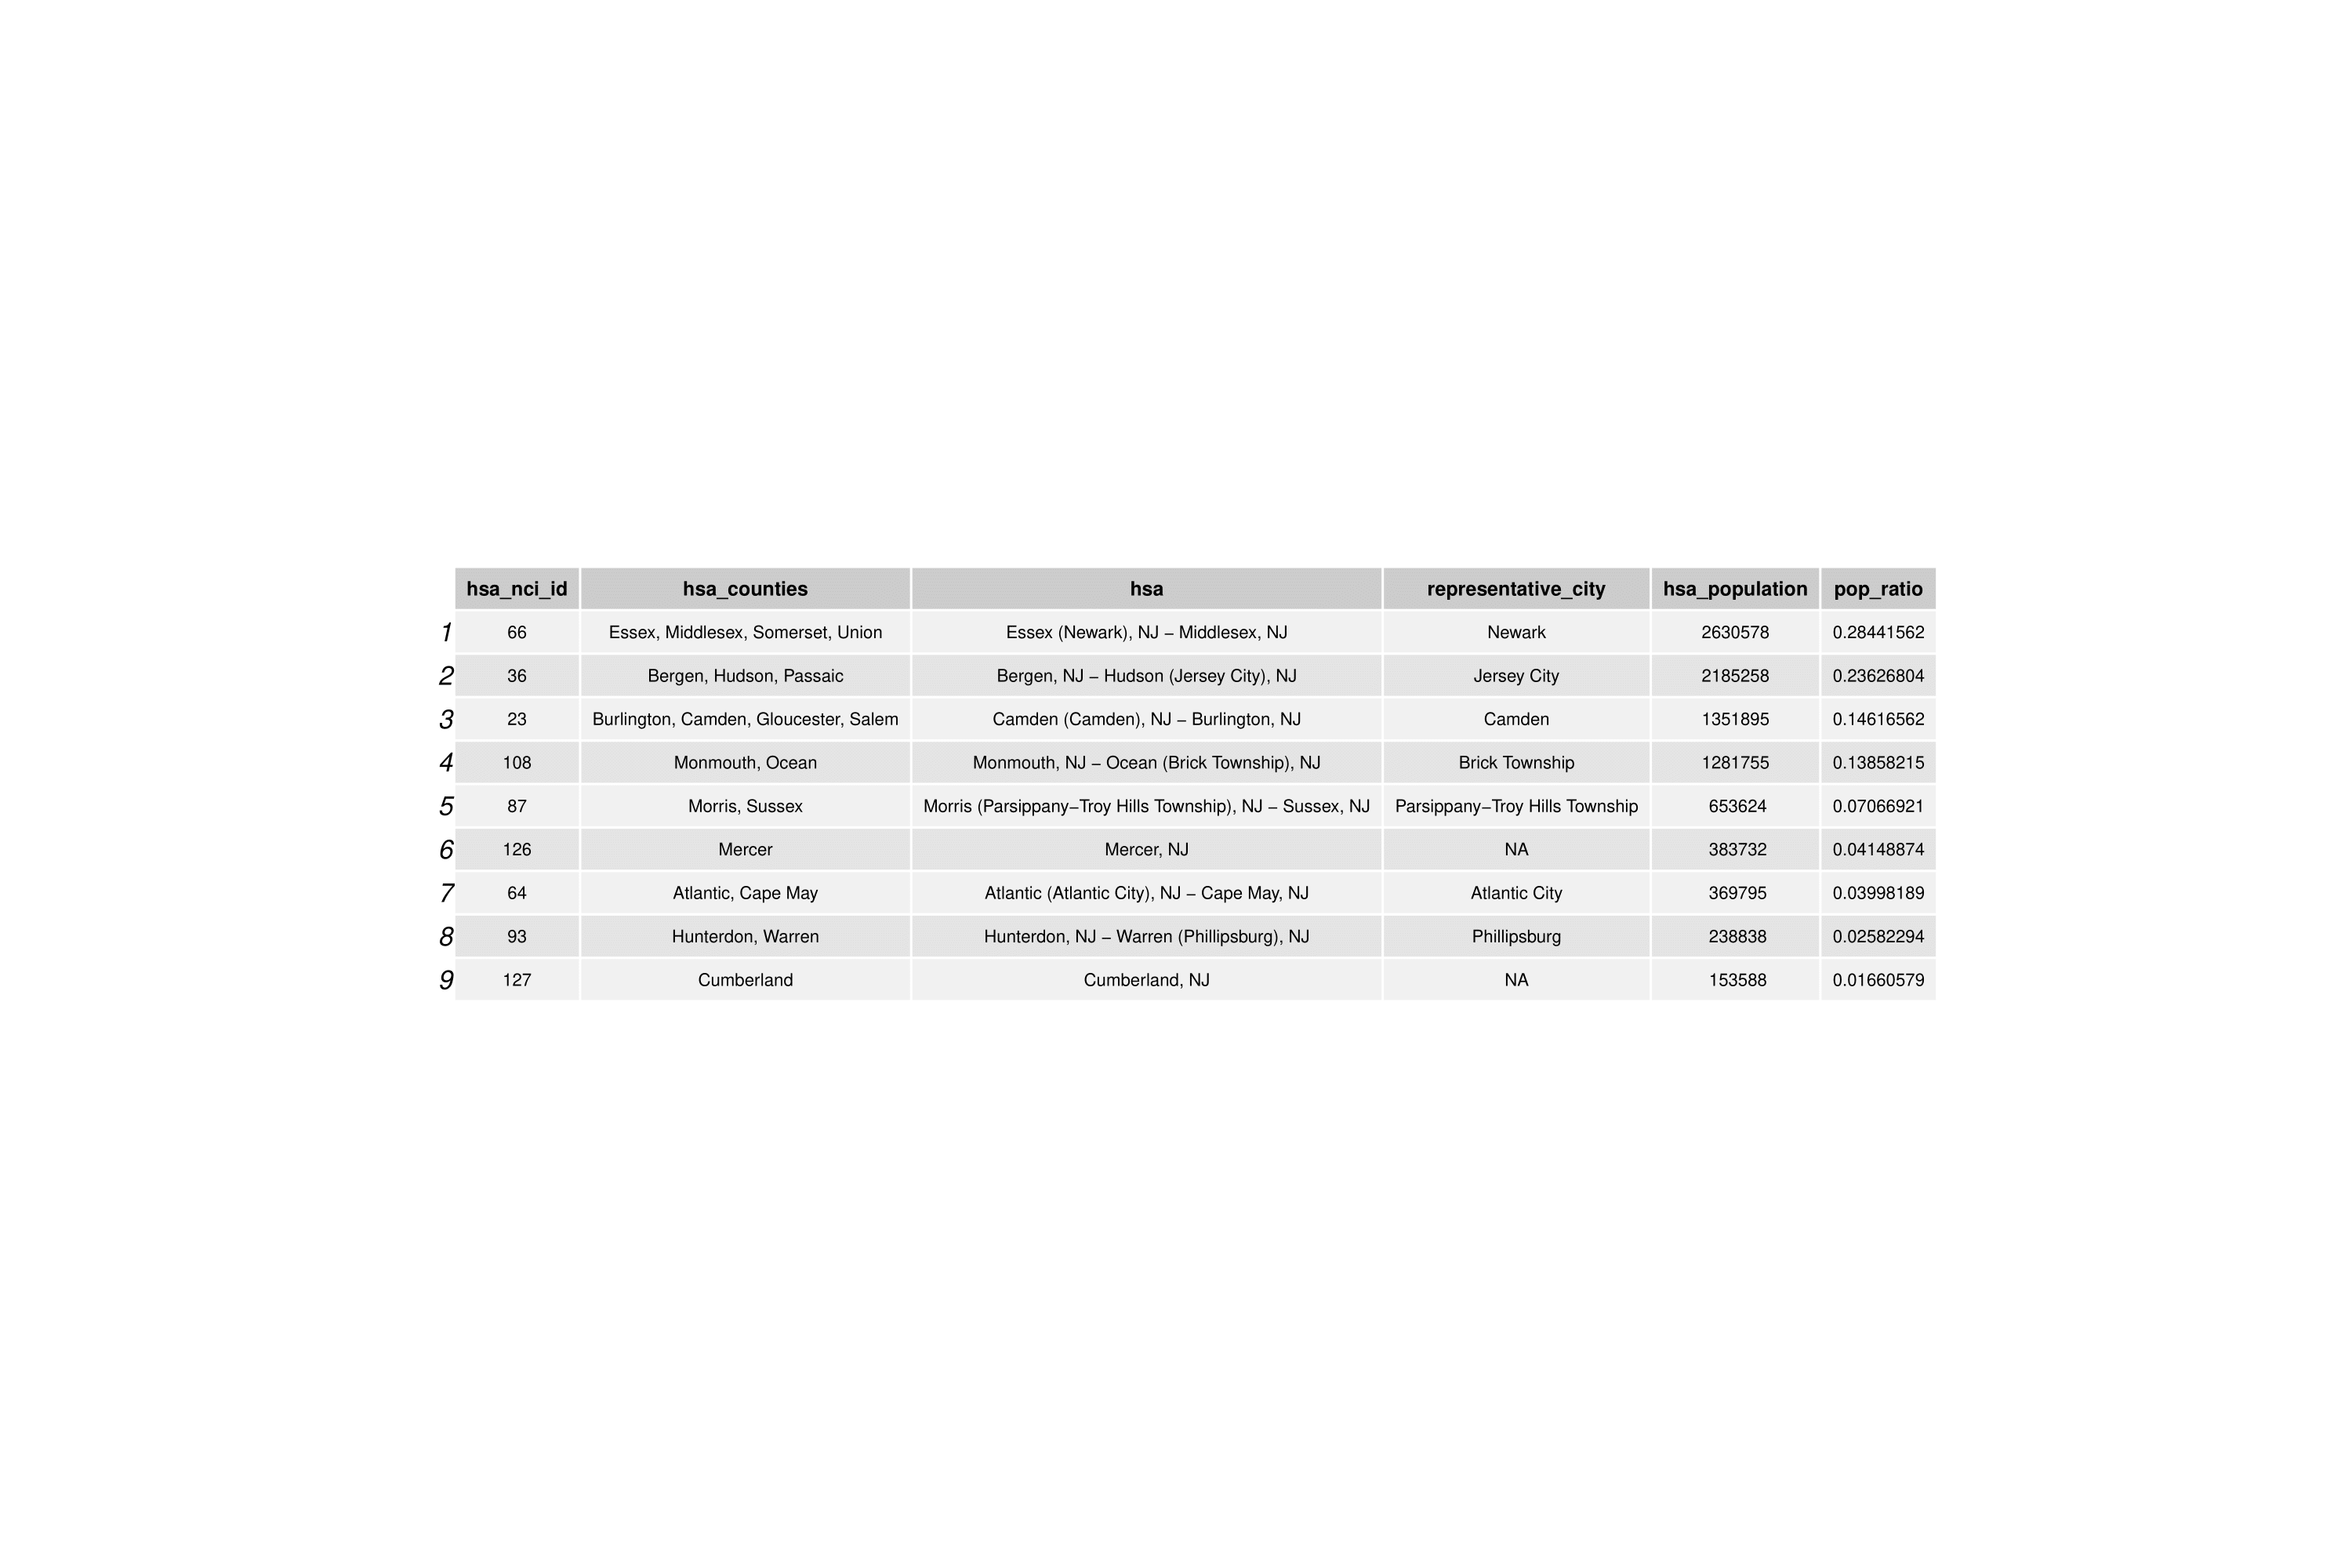 hsa_nci_id hsa_counties hsa representative_city hsa_population pop_ratio
1 66 Essex, Middlesex, Somerset, Union Essex (Newark), NJ − Middlesex, NJ Newark 2630578 0.28441562
2 36 Bergen, Hudson, Passaic Bergen, NJ − Hudson (Jersey City), NJ Jersey City 2185258 0.23626804
3 23 Burlington, Camden, Gloucester, Salem Camden (Camden), NJ − Burlington, NJ Camden 1351895 0.14616562
4 108 Monmouth, Ocean Monmouth, NJ − Ocean (Brick Township), NJ Brick Township 1281755 0.13858215
5 87 Morris, Sussex Morris (Parsippany−Troy Hills Township), NJ − Sussex, NJ Parsippany−Troy Hills Township 653624 0.07066921
6 126 Mercer Mercer, NJ NA 383732 0.04148874
7 64 Atlantic, Cape May Atlantic (Atlantic City), NJ − Cape May, NJ Atlantic City 369795 0.03998189
8 93 Hunterdon, Warren Hunterdon, NJ − Warren (Phillipsburg), NJ Phillipsburg 238838 0.02582294
9 127 Cumberland Cumberland, NJ NA 153588 0.01660579